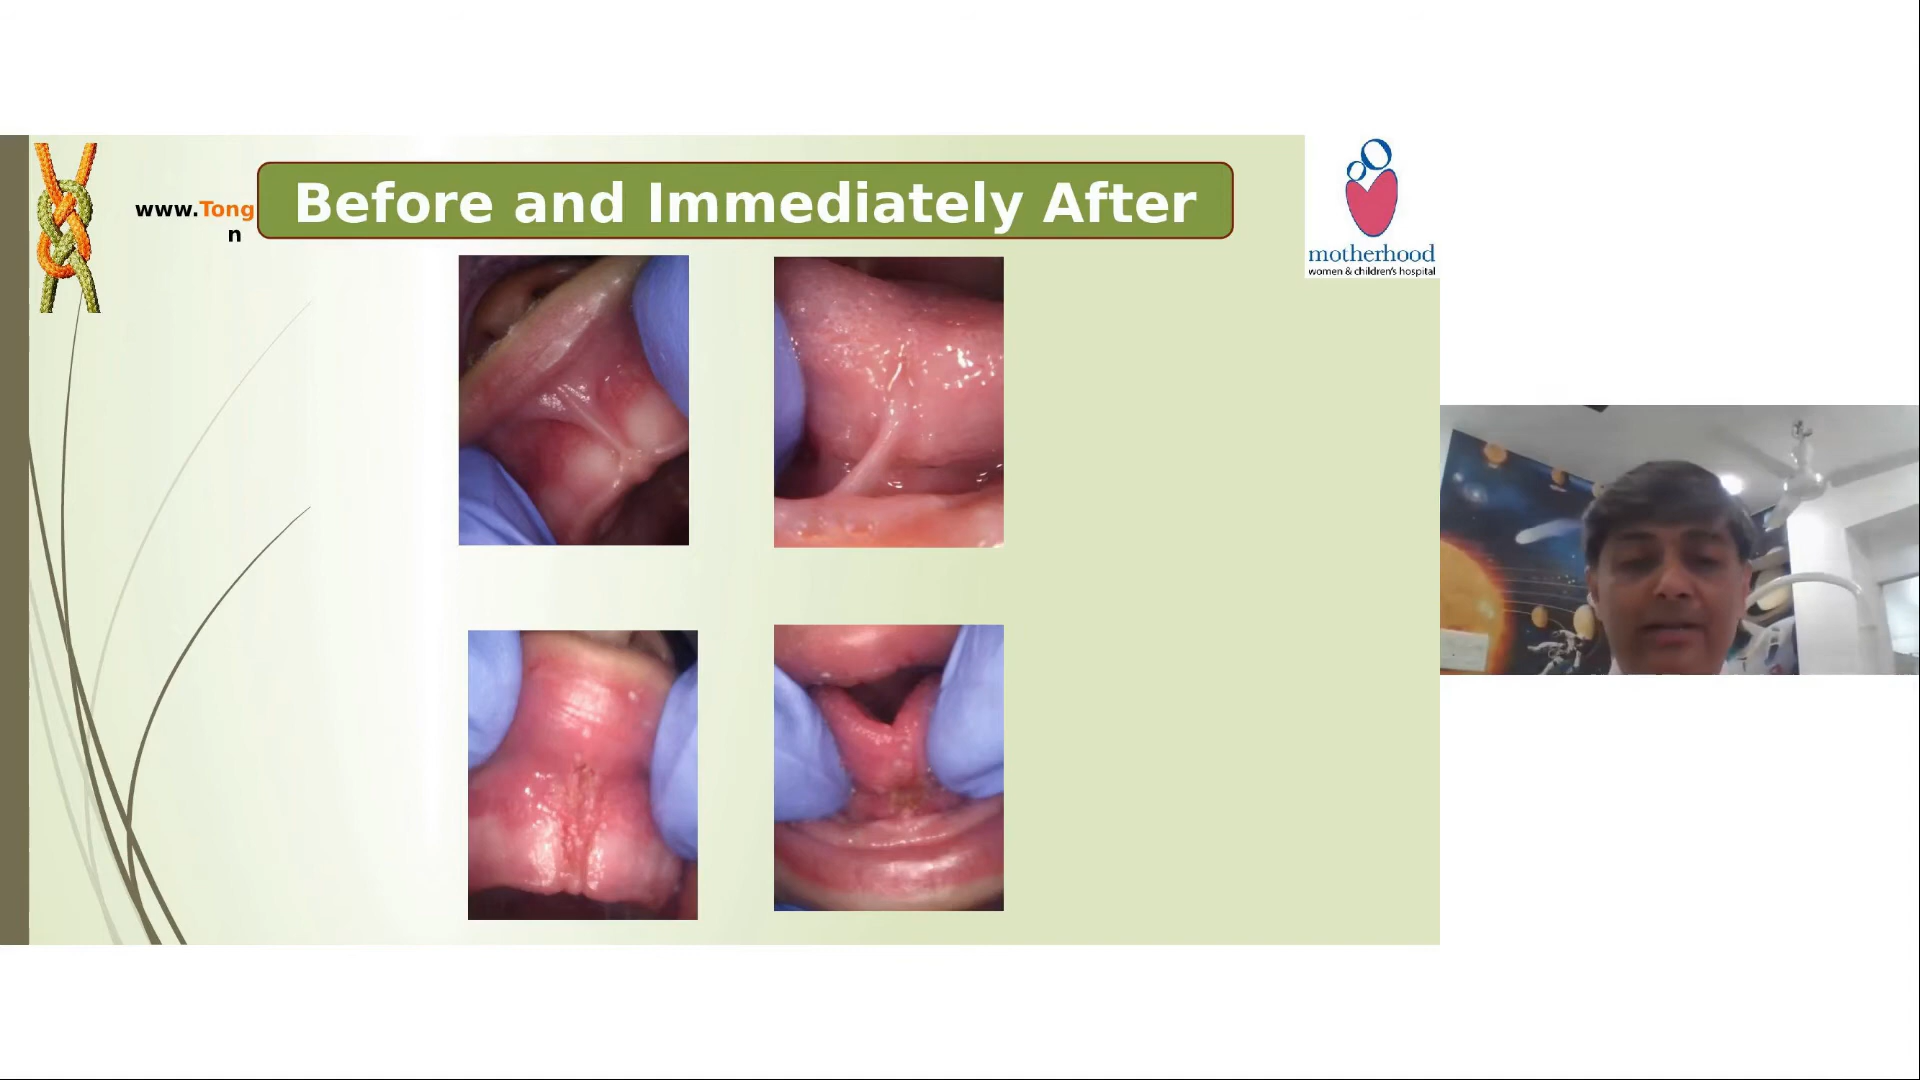 www.Tong
n
Before and Immediately After
motherhood
women & children's hospital